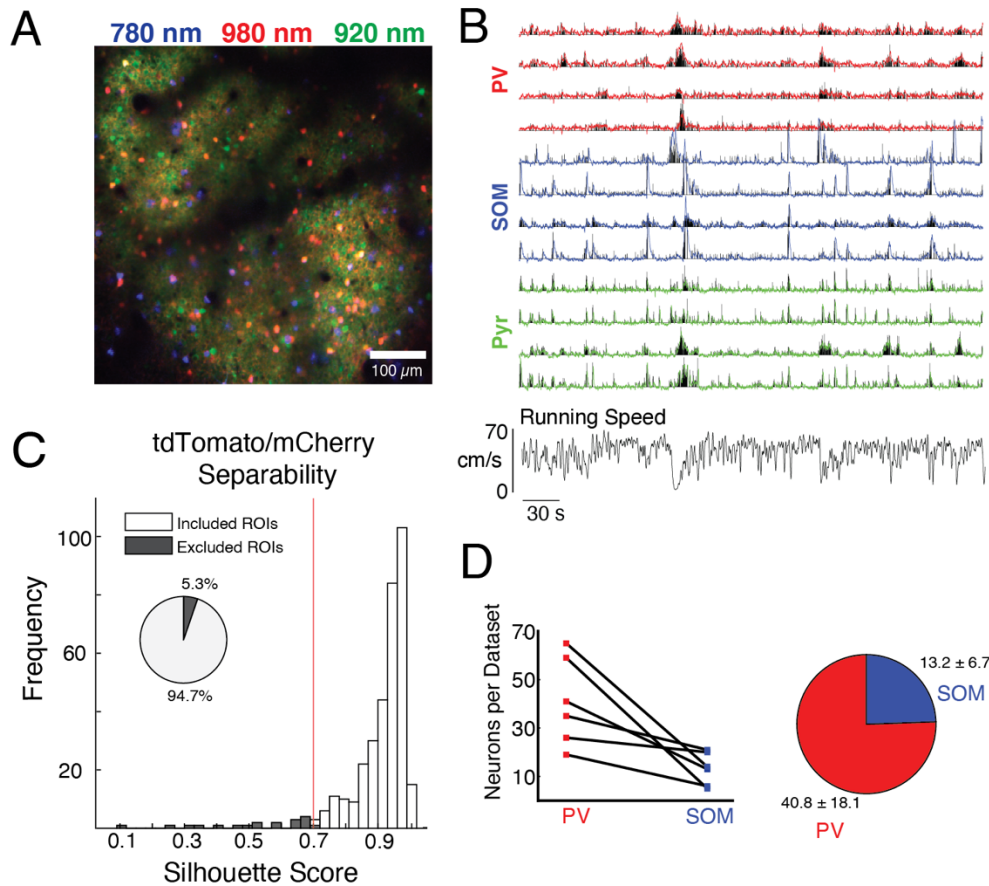 A
780 nm 980 nm 920 nm
100 µm
B
PV
SOM
Pyr
Running Speed
70
cm/s
0
30 s
C
tdTomato/mCherry
Separability
Included ROIs
Excluded ROIs
5.3%
94.7%
Frequency
100
60
20
0.1 0.3 0.5 0.7 0.9
Silhouette Score
D
Neurons per Dataset
70
50
30
10
PV SOM
13.2 ± 6.7
SOM
40.8 ± 18.1
PV